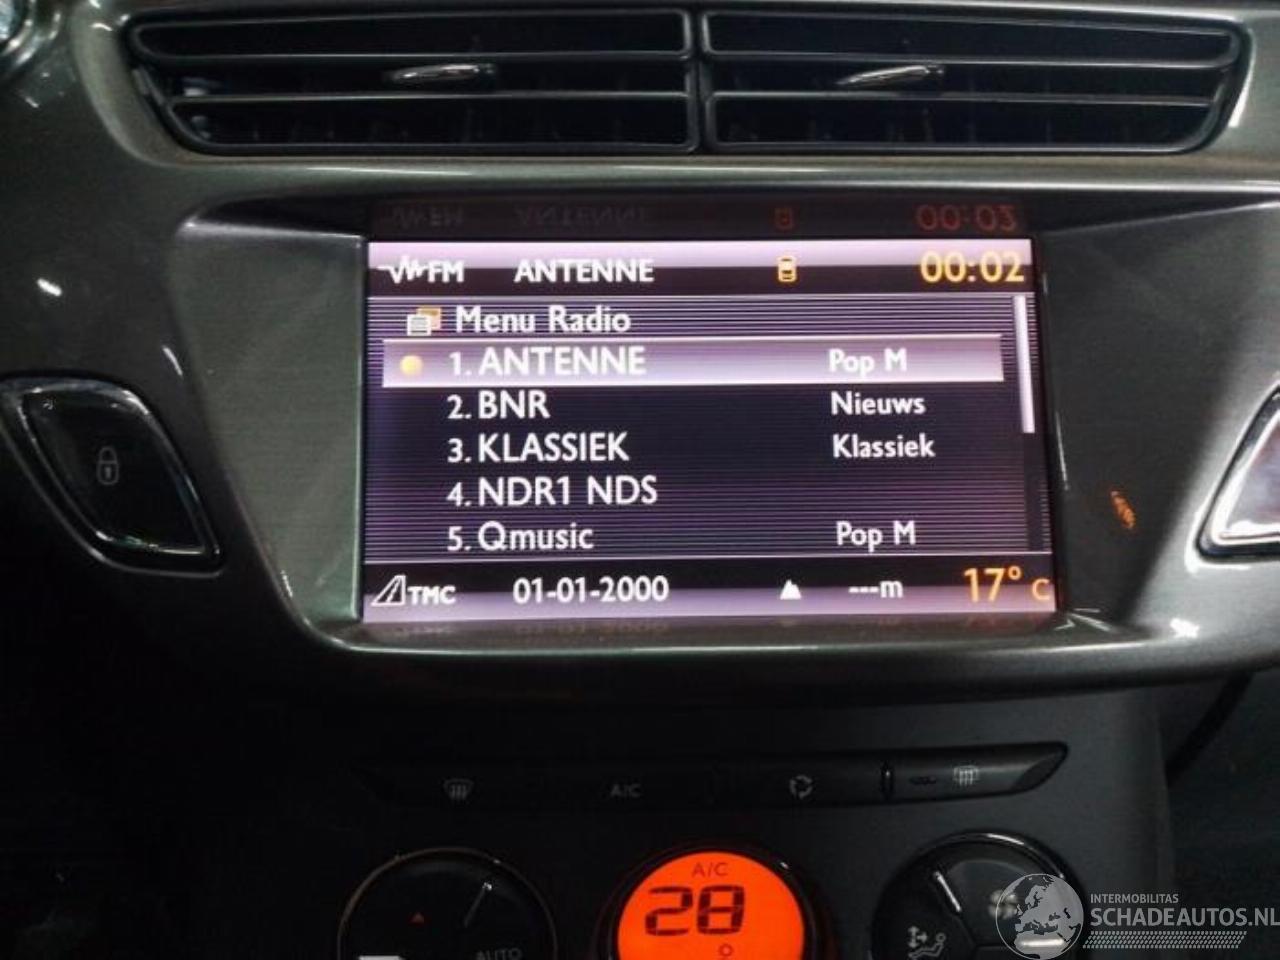 FM ANTENNE 00:02
Menu Radio
1. ANTENNE Pop M
2. BNR Nieuws
3. KLASSIEK Klassiek
4. NDR1 NDS
5. Qmusic Pop M
TMC 01-01-2000 ---m 17° C
A/C
A/C
28°
AUTO
INTERMOBILITAS
SCHADEAUTOS.NL